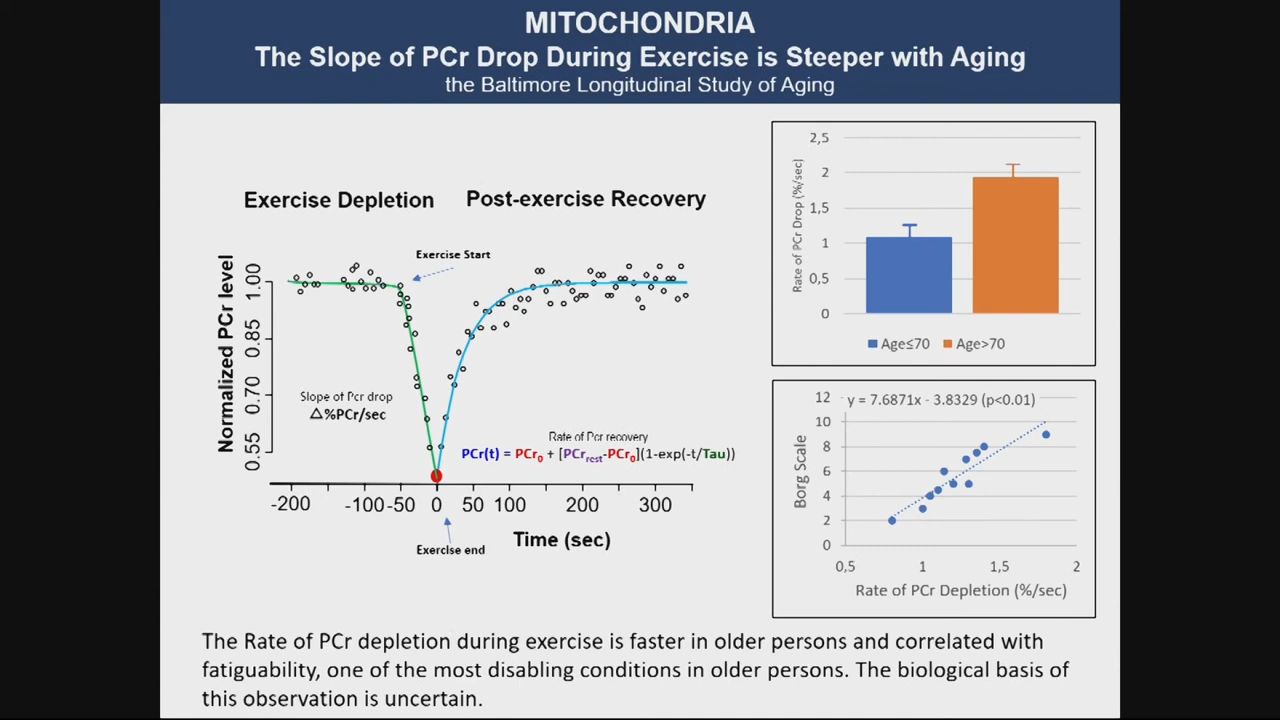 MITOCHONDRIA
The Slope of PCr Drop During Exercise is Steeper with Aging
the Baltimore Longitudinal Study of Aging
Exercise Depletion
Post-exercise Recovery
Exercise Start
Normalized PCr level
1.00
0.85
0.70
0.55
Slope of Pcr drop
△%PCr/sec
Rate of Pcr recovery
PCr(t) = PCr0 + [PCrrest-PCr0](1-exp(-t/Tau))
-200 -100 -50 0 50 100 200 300
Time (sec)
Exercise end
Rate of PCr Drop (%/sec)
2,5
2
1,5
1
0,5
0
Age≤70 Age>70
y = 7.6871x - 3.8329 (p<0.01)
Borg Scale
12
10
8
6
4
2
0
0,5 1 1,5 2
Rate of PCr Depletion (%/sec)
The Rate of PCr depletion during exercise is faster in older persons and correlated with
fatiguability, one of the most disabling conditions in older persons. The biological basis of
this observation is uncertain.